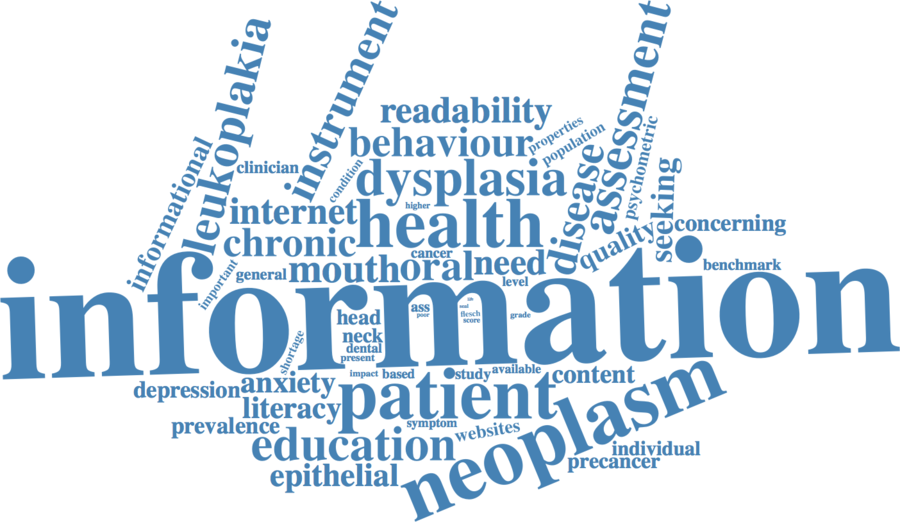 leukoplakia
instrument
assessment
readability
informational
clinician
behaviour
properties
population
condition
dysplasia
disease
psychometric
seeking
internet
higher
health
concerning
chronic
quality
important
general
mouth
cancer
oral
need
level
benchmark
information
head
ass
poor
flesch
score
grade
neck
shortage
dental
present
impact
based
study
available
content
depression
anxiety
literacy
patient
prevalence
symptom
websites
neoplasm
education
individual
precancer
epithelial